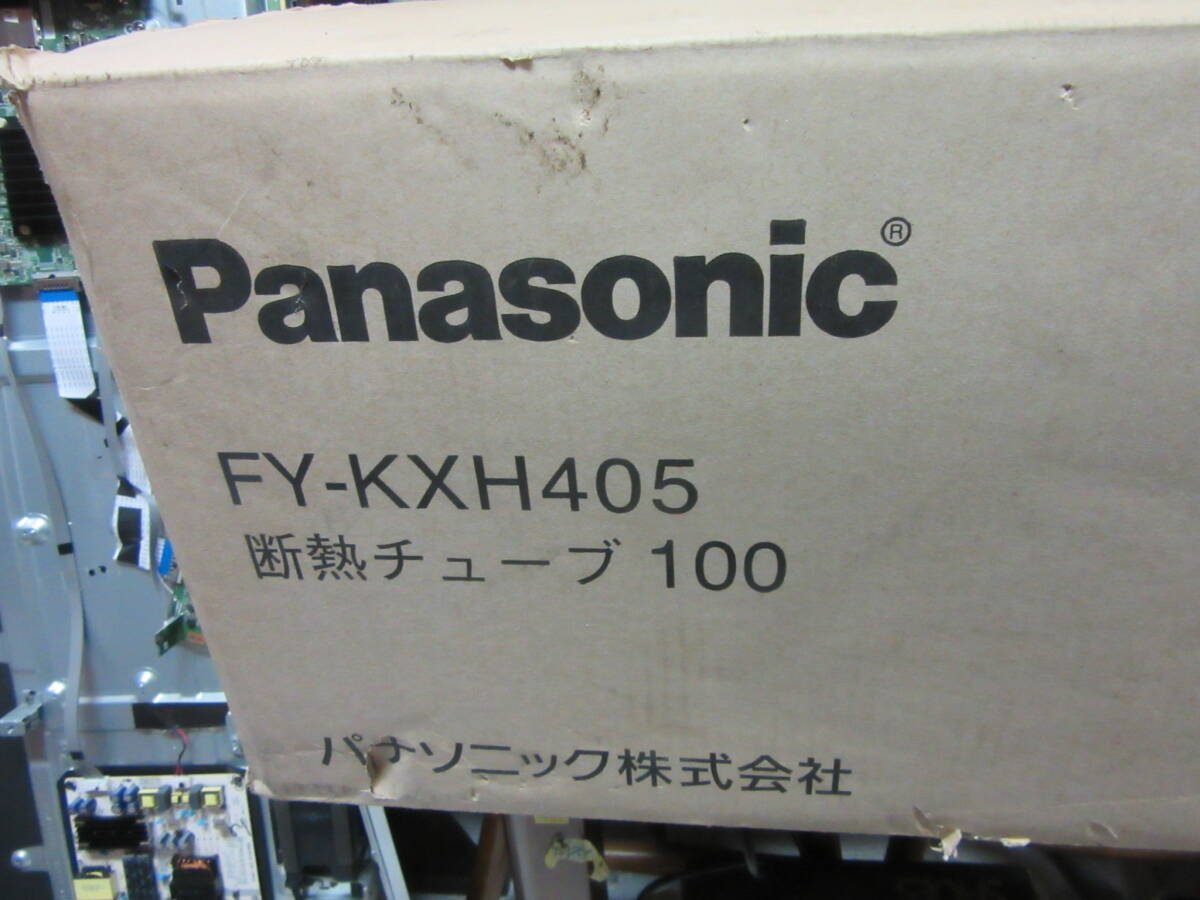 Panasonic®
FY-KXH405
断熱チューブ 100
パナソニック株式会社